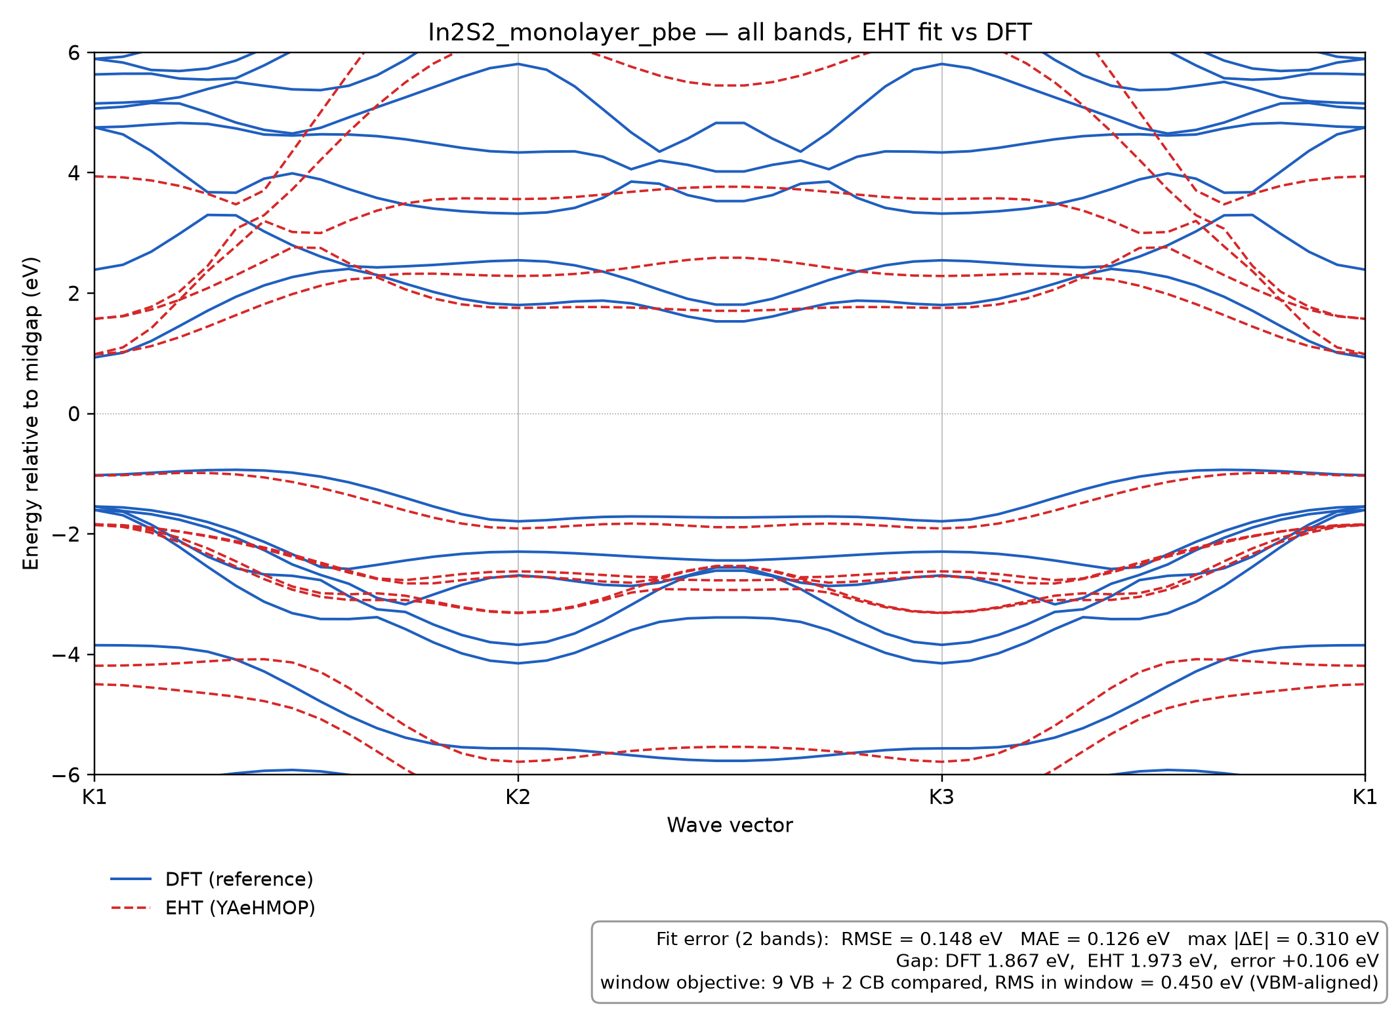 In2S2_monolayer_pbe — all bands, EHT fit vs DFT
Energy relative to midgap (eV)
6
4
2
0
−2
−4
−6
K1
K2
K3
K1
Wave vector
DFT (reference)
EHT (YAeHMOP)
Fit error (2 bands):  RMSE = 0.148 eV   MAE = 0.126 eV   max |ΔE| = 0.310 eV
Gap: DFT 1.867 eV,  EHT 1.973 eV,  error +0.106 eV
window objective: 9 VB + 2 CB compared, RMS in window = 0.450 eV (VBM-aligned)